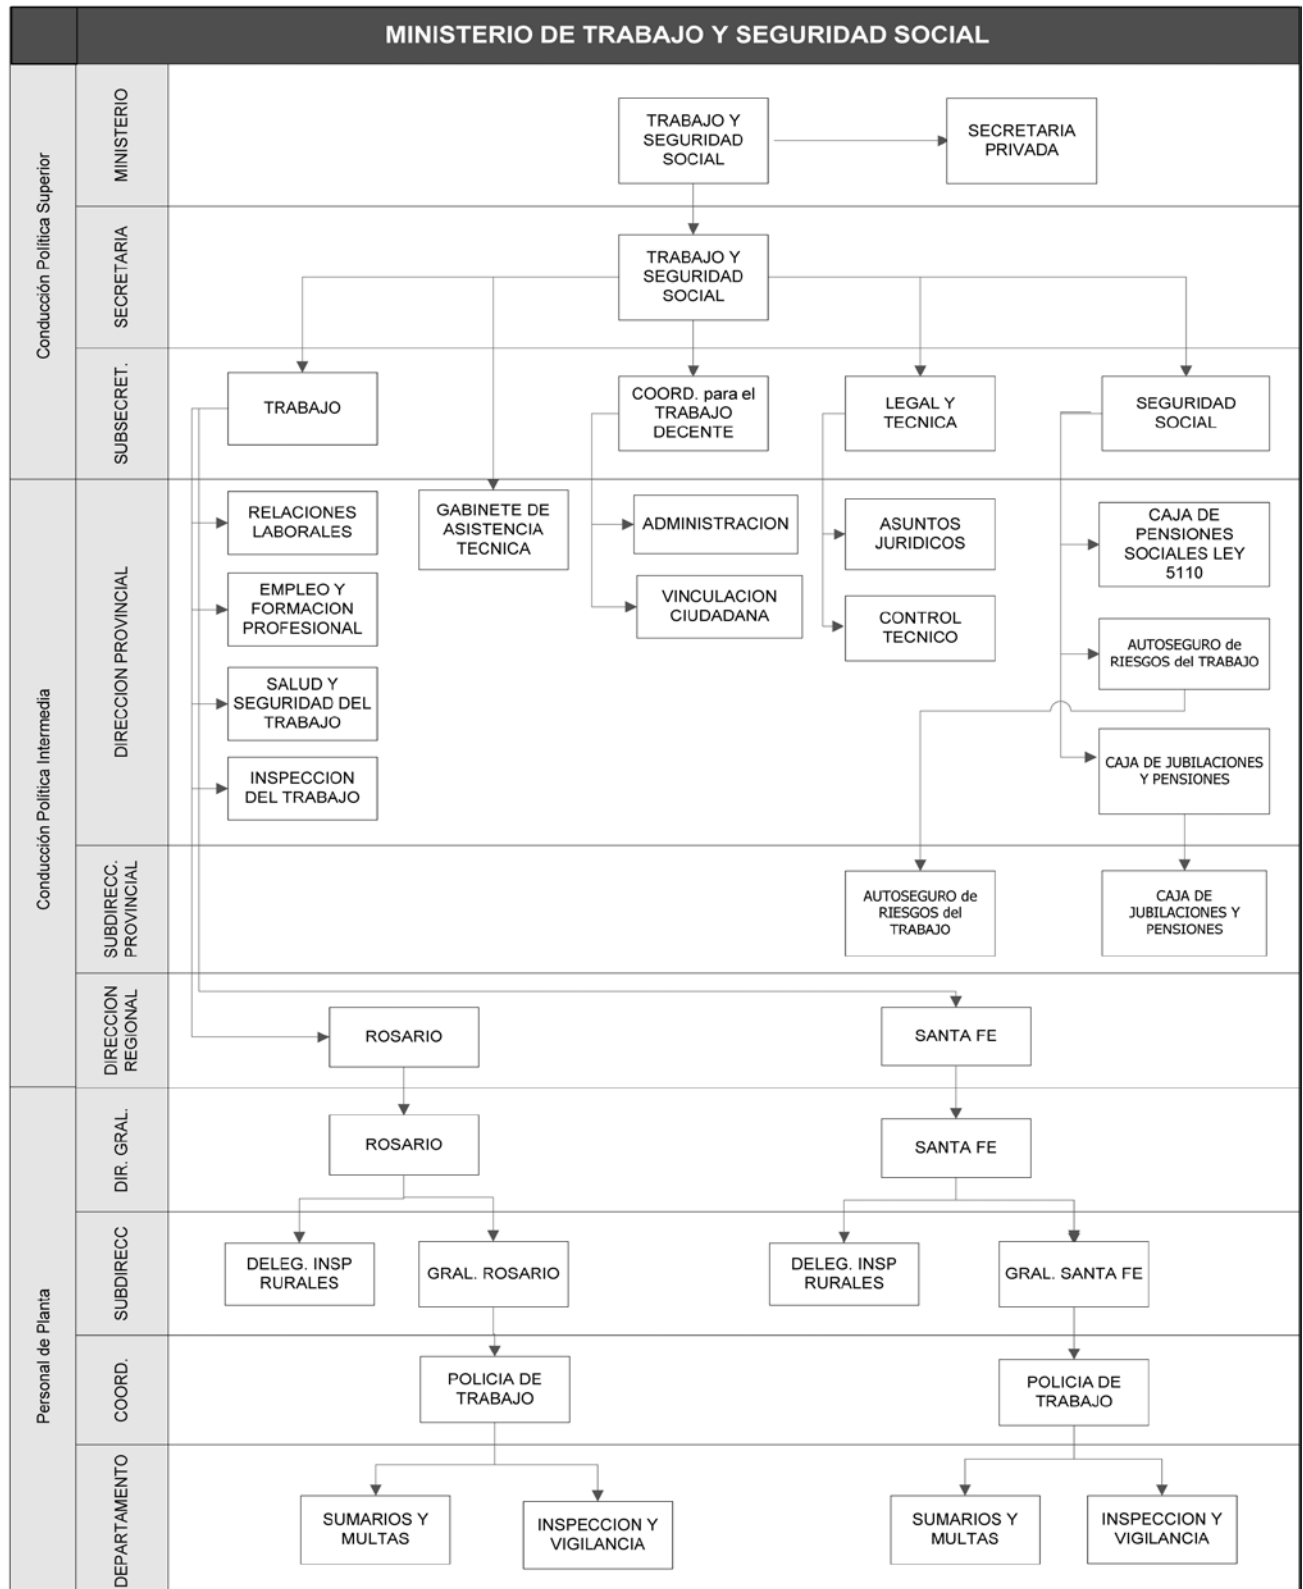 MINISTERIO DE TRABAJO Y SEGURIDAD SOCIAL
Conducción Política Superior
MINISTERIO
TRABAJO Y
SEGURIDAD
SOCIAL
SECRETARIA
PRIVADA
SECRETARIA
TRABAJO Y
SEGURIDAD
SOCIAL
SUBSECRET.
TRABAJO
COORD. para el
TRABAJO
DECENTE
LEGAL Y
TECNICA
SEGURIDAD
SOCIAL
Conducción Política Intermedia
DIRECCION PROVINCIAL
RELACIONES
LABORALES
EMPLEO Y
FORMACION
PROFESIONAL
SALUD Y
SEGURIDAD DEL
TRABAJO
INSPECCION
DEL TRABAJO
GABINETE DE
ASISTENCIA
TECNICA
ADMINISTRACION
VINCULACION
CIUDADANA
ASUNTOS
JURIDICOS
CONTROL
TECNICO
CAJA DE
PENSIONES
SOCIALES LEY
5110
AUTOSEGURO de
RIESGOS del TRABAJO
CAJA DE JUBILACIONES
Y PENSIONES
SUBDIRECC.
PROVINCIAL
AUTOSEGURO de
RIESGOS del
TRABAJO
CAJA DE
JUBILACIONES Y
PENSIONES
DIRECCION
REGIONAL
ROSARIO
SANTA FE
Personal de Planta
DIR. GRAL.
ROSARIO
SANTA FE
SUBDIRECC
DELEG. INSP
RURALES
GRAL. ROSARIO
DELEG. INSP
RURALES
GRAL. SANTA FE
COORD.
POLICIA DE
TRABAJO
POLICIA DE
TRABAJO
DEPARTAMENTO
SUMARIOS Y
MULTAS
INSPECCION Y
VIGILANCIA
SUMARIOS Y
MULTAS
INSPECCION Y
VIGILANCIA